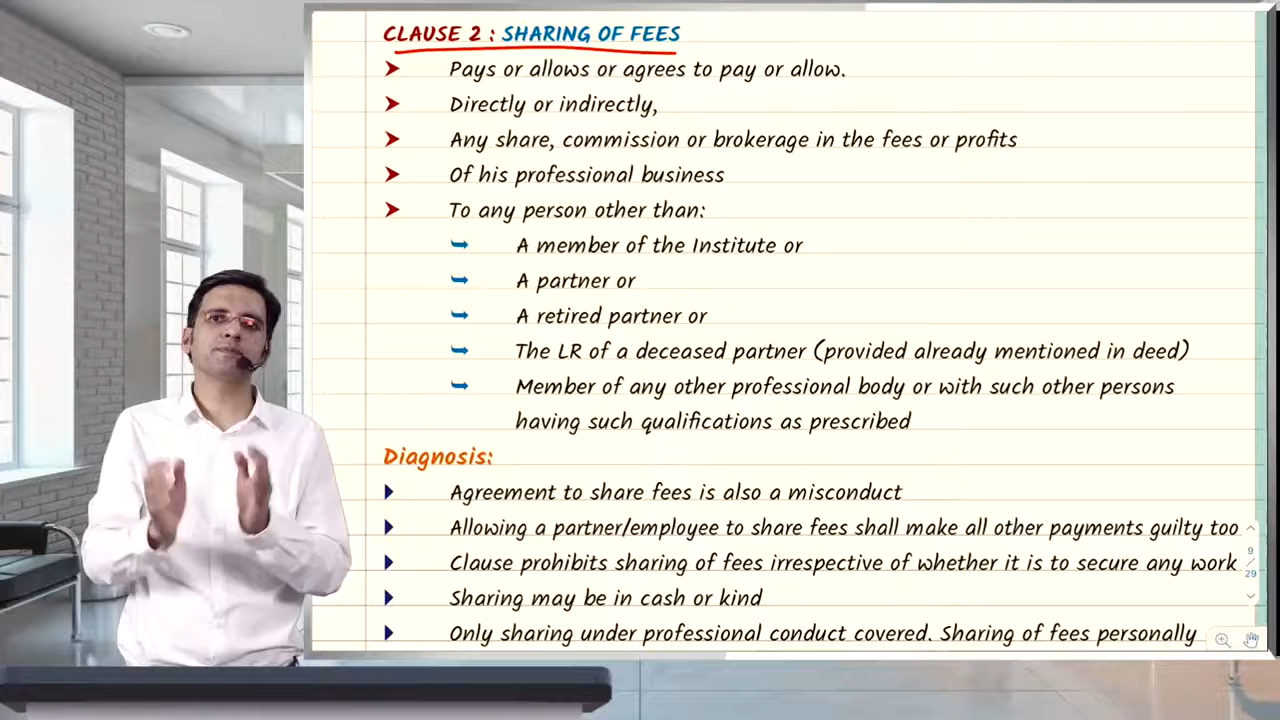 CLAUSE 2 : SHARING OF FEES
➤ Pays or allows or agrees to pay or allow.
➤ Directly or indirectly,
➤ Any share, commission or brokerage in the fees or profits
➤ Of his professional business
➤ To any person other than:
A member of the Institute or
A partner or
A retired partner or
The LR of a deceased partner (provided already mentioned in deed)
Member of any other professional body or with such other persons
having such qualifications as prescribed
Diagnosis:
Agreement to share fees is also a misconduct
Allowing a partner/employee to share fees shall make all other payments guilty too
Clause prohibits sharing of fees irrespective of whether it is to secure any work
Sharing may be in cash or kind
Only sharing under professional conduct covered. Sharing of fees personally
9
/
29